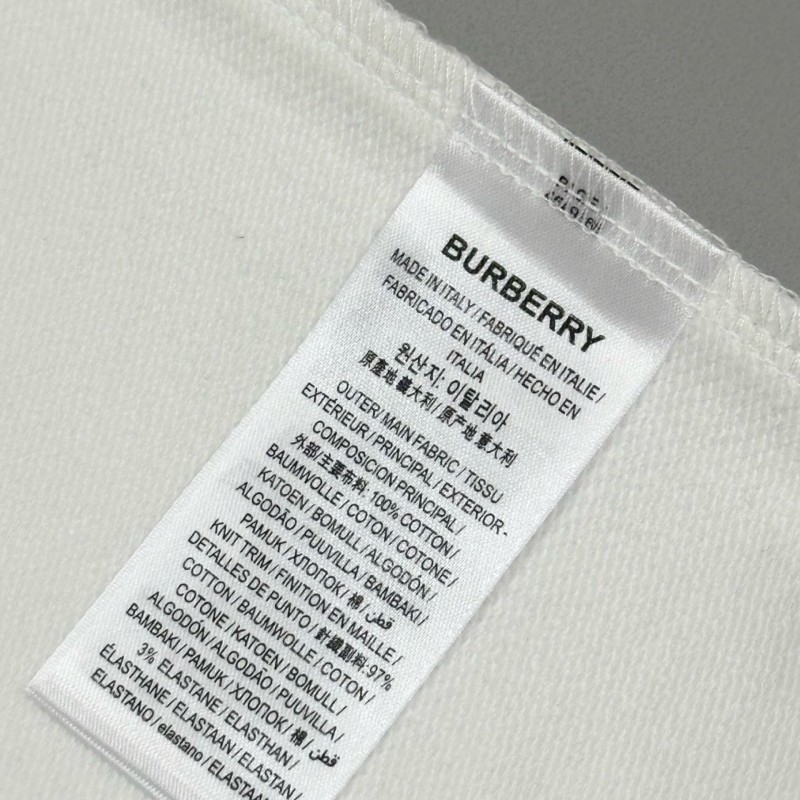 BURBERRY
MADE IN ITALY / FABRIQUÉ EN ITALIE /
FABRICADO EN ITÁLIA / HECHO EN
ITALIA
원산지: 이탈리아
原產地 義大利 / 原产地 意大利
OUTER/ MAIN FABRIC / TISSU
EXTÉRIEUR / PRINCIPAL / EXTERIOR-
COMPOSICION PRINCIPAL /
外部/主要布料: 100% COTTON /
BAUMWOLLE / COTON / COTONE /
KATOEN / BOMULL / ALGODÓN /
ALGODÃO / PUUVILLA / BAMBAKI /
PAMUK / ХЛОПОК / 棉 / قطن
KNIT TRIM / FINITION EN MAILLE /
DETALLES DE PUNTO / 針織副料: 97%
COTTON / BAUMWOLLE / COTON /
COTONE / KATOEN / BOMULL /
ALGODÓN / ALGODÃO / PUUVILLA /
BAMBAKI / PAMUK / ХЛОПОК / 棉 / قطن
3% ELASTANE / ELASTHAN /
ÉLASTHANE / ELASTAAN / ELASTAN /
ELASTANO / elastano / ELASTAAN